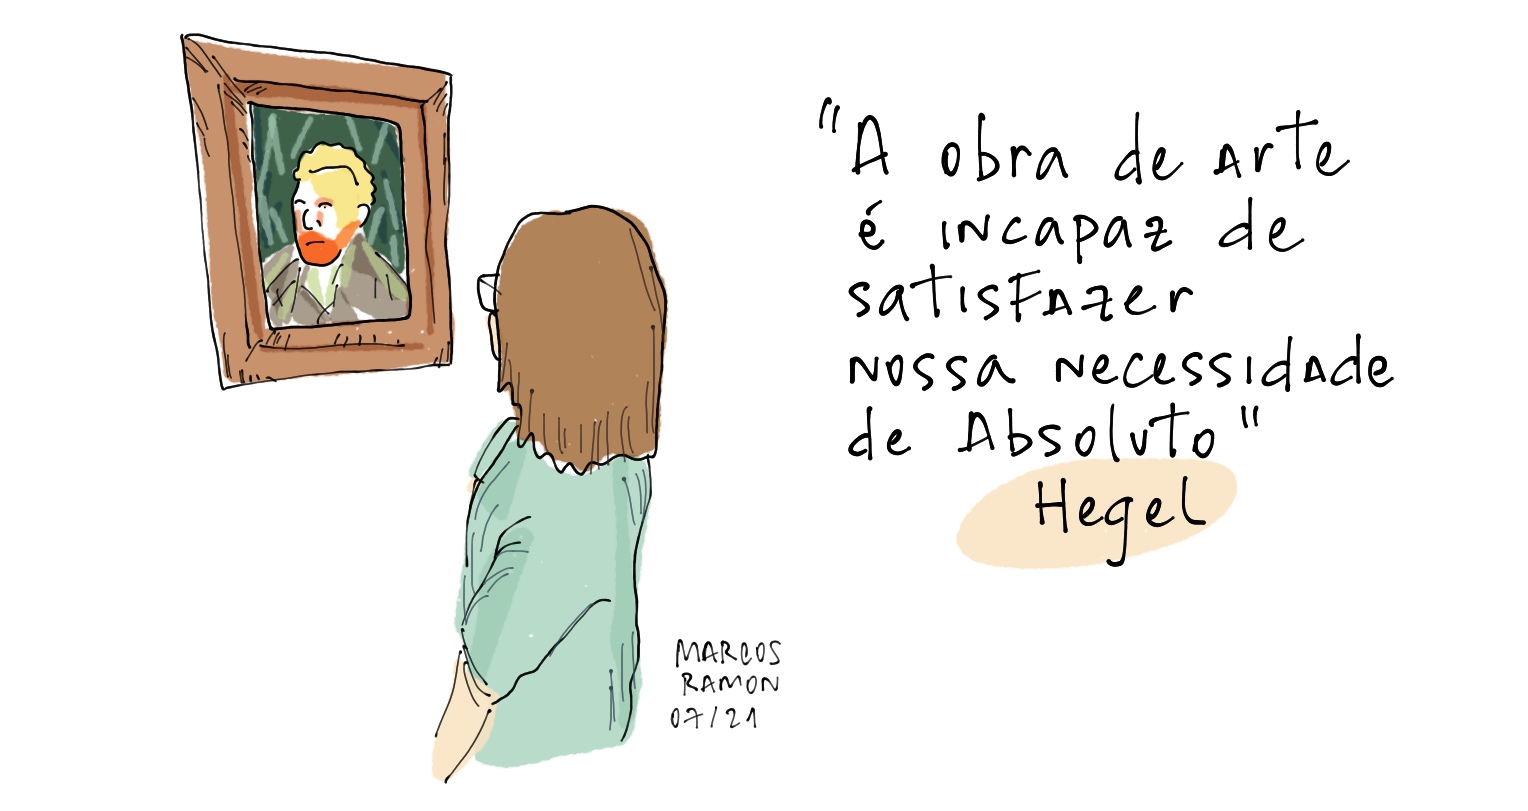 "A obra de arte
é incapaz de
satisfazer
nossa necessidade
de Absoluto"
Hegel
MARCOS
RAMON
07/21